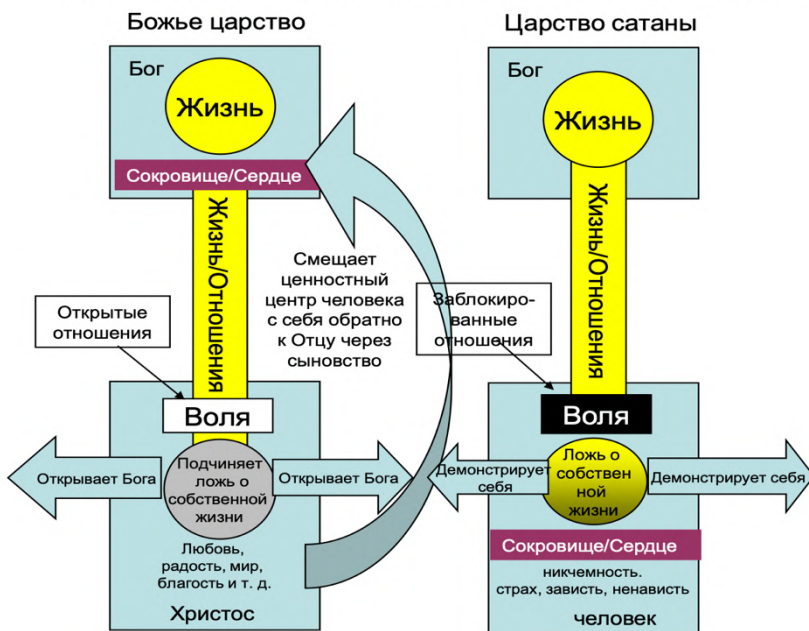 Божье царство
Бог
Жизнь
Сокровище/Сердце
Жизнь/Отношения
Смещает
ценностный
центр человека
с себя обратно
к Отцу через
сыновство
Открытые
отношения
Воля
Открывает Бога
Подчиняет
ложь о
собственной
жизни
Открывает Бога
Любовь,
радость, мир,
благость и т. д.
Христос
Царство сатаны
Бог
Жизнь
Жизнь/Отношения
Заблокиро-
ванные
отношения
Воля
Демонстрирует
себя
Ложь о
собствен
ной
жизни
Демонстрирует себя
Сокровище/Сердце
никчемность.
страх, зависть, ненависть
человек